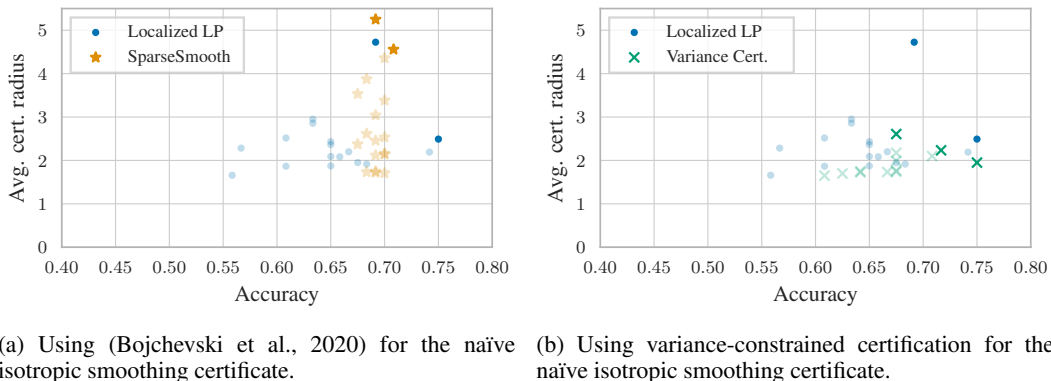 Avg. cert. radius
5
4
3
2
1
0
Localized LP
SparseSmooth
0.40 0.45 0.50 0.55 0.60 0.65 0.70 0.75 0.80
Accuracy
(a) Using (Bojchevski et al., 2020) for the naïve
isotropic smoothing certificate.
Avg. cert. radius
5
4
3
2
1
0
Localized LP
Variance Cert.
0.40 0.45 0.50 0.55 0.60 0.65 0.70 0.75 0.80
Accuracy
(b) Using variance-constrained certification for the
naïve isotropic smoothing certificate.